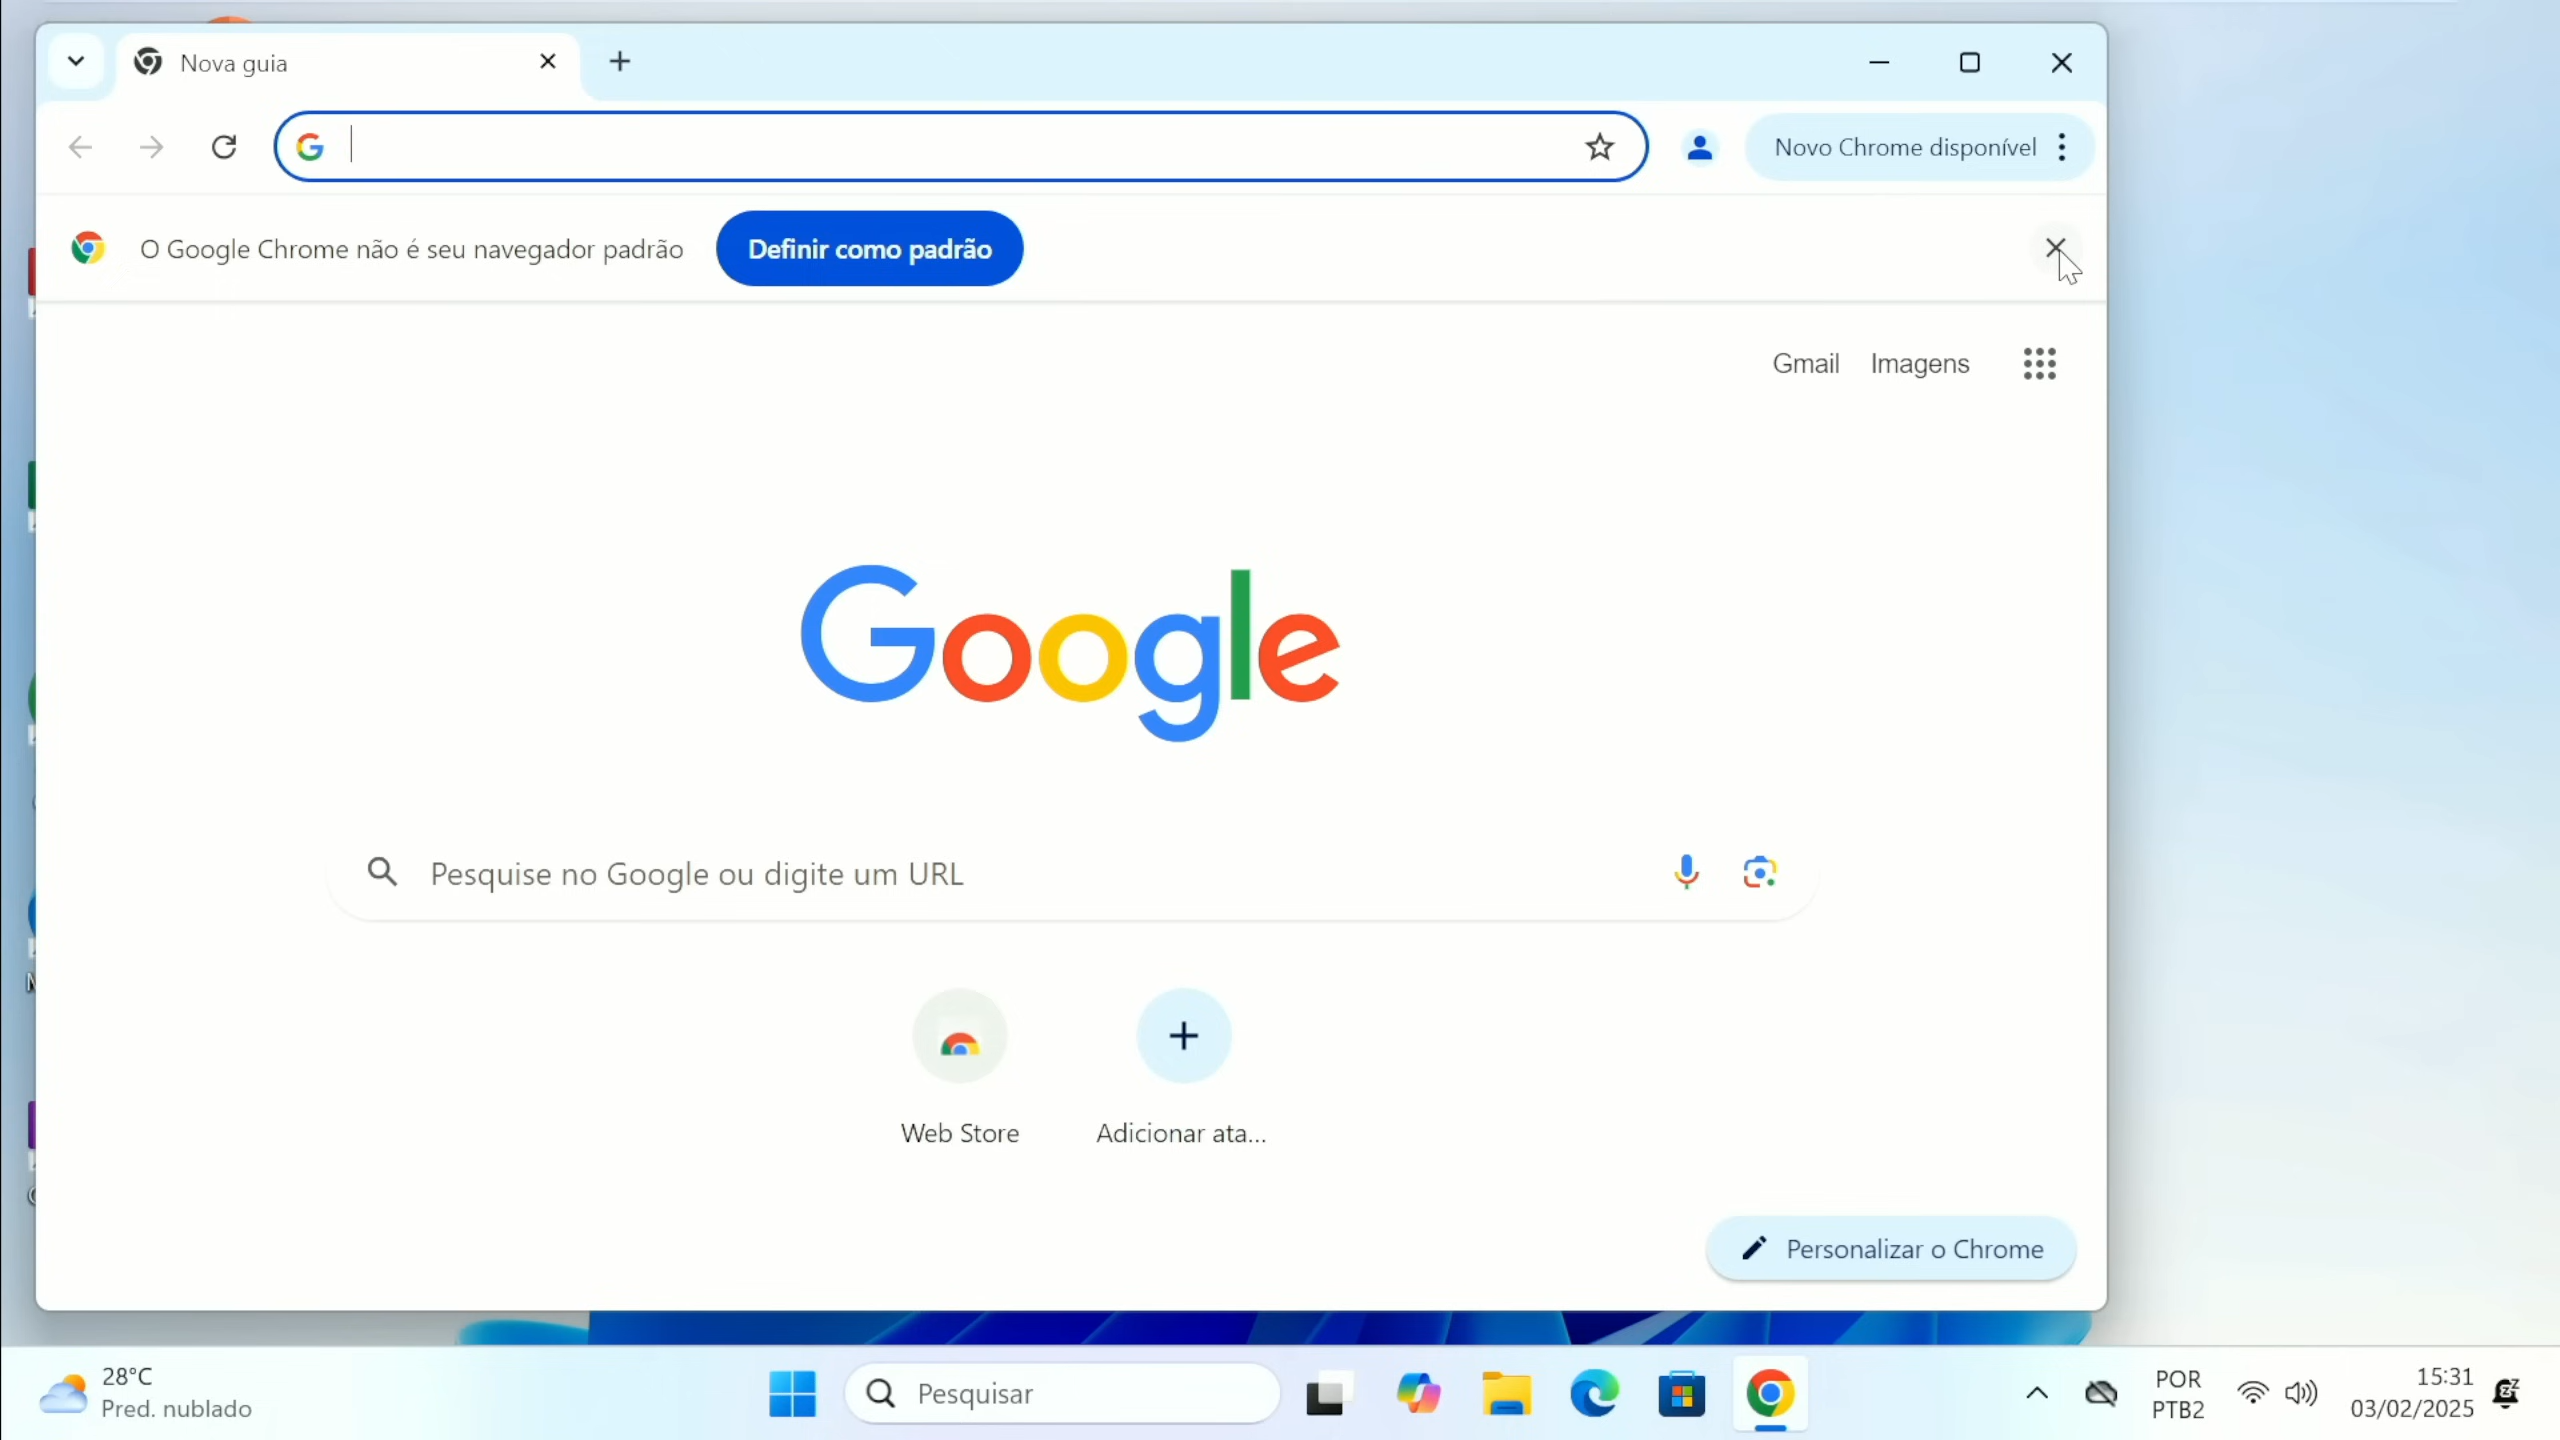 Nova guia
Novo Chrome disponível
O Google Chrome não é seu navegador padrão
Definir como padrão
Gmail
Imagens
Google
Pesquise no Google ou digite um URL
Web Store
Adicionar ata...
Personalizar o Chrome
28°C
Pred. nublado
Pesquisar
POR
PTB2
15:31
03/02/2025